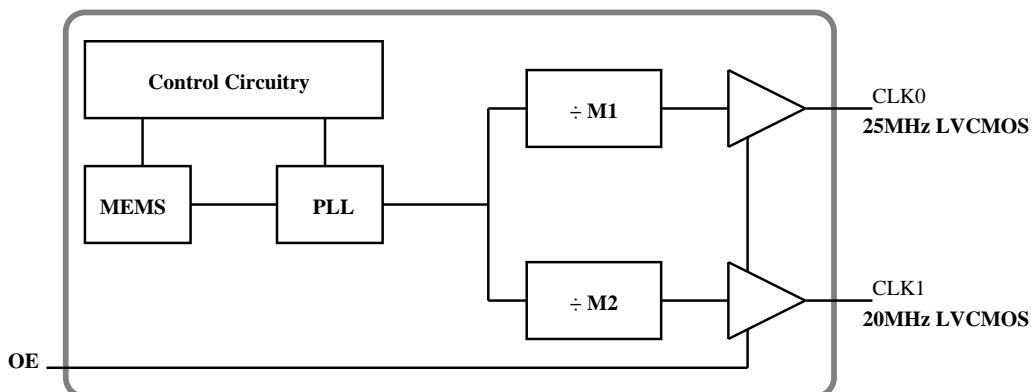 Control Circuitry
÷ M1
CLK0
25MHz LVCMOS
MEMS
PLL
÷ M2
CLK1
20MHz LVCMOS
OE